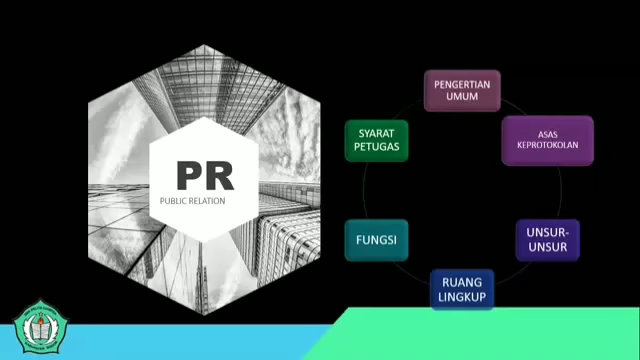 PR
PUBLIC RELATION
PENGERTIAN
UMUM
ASAS
KEPROTOKOLAN
UNSUR-
UNSUR
RUANG
LINGKUP
FUNGSI
SYARAT
PETUGAS